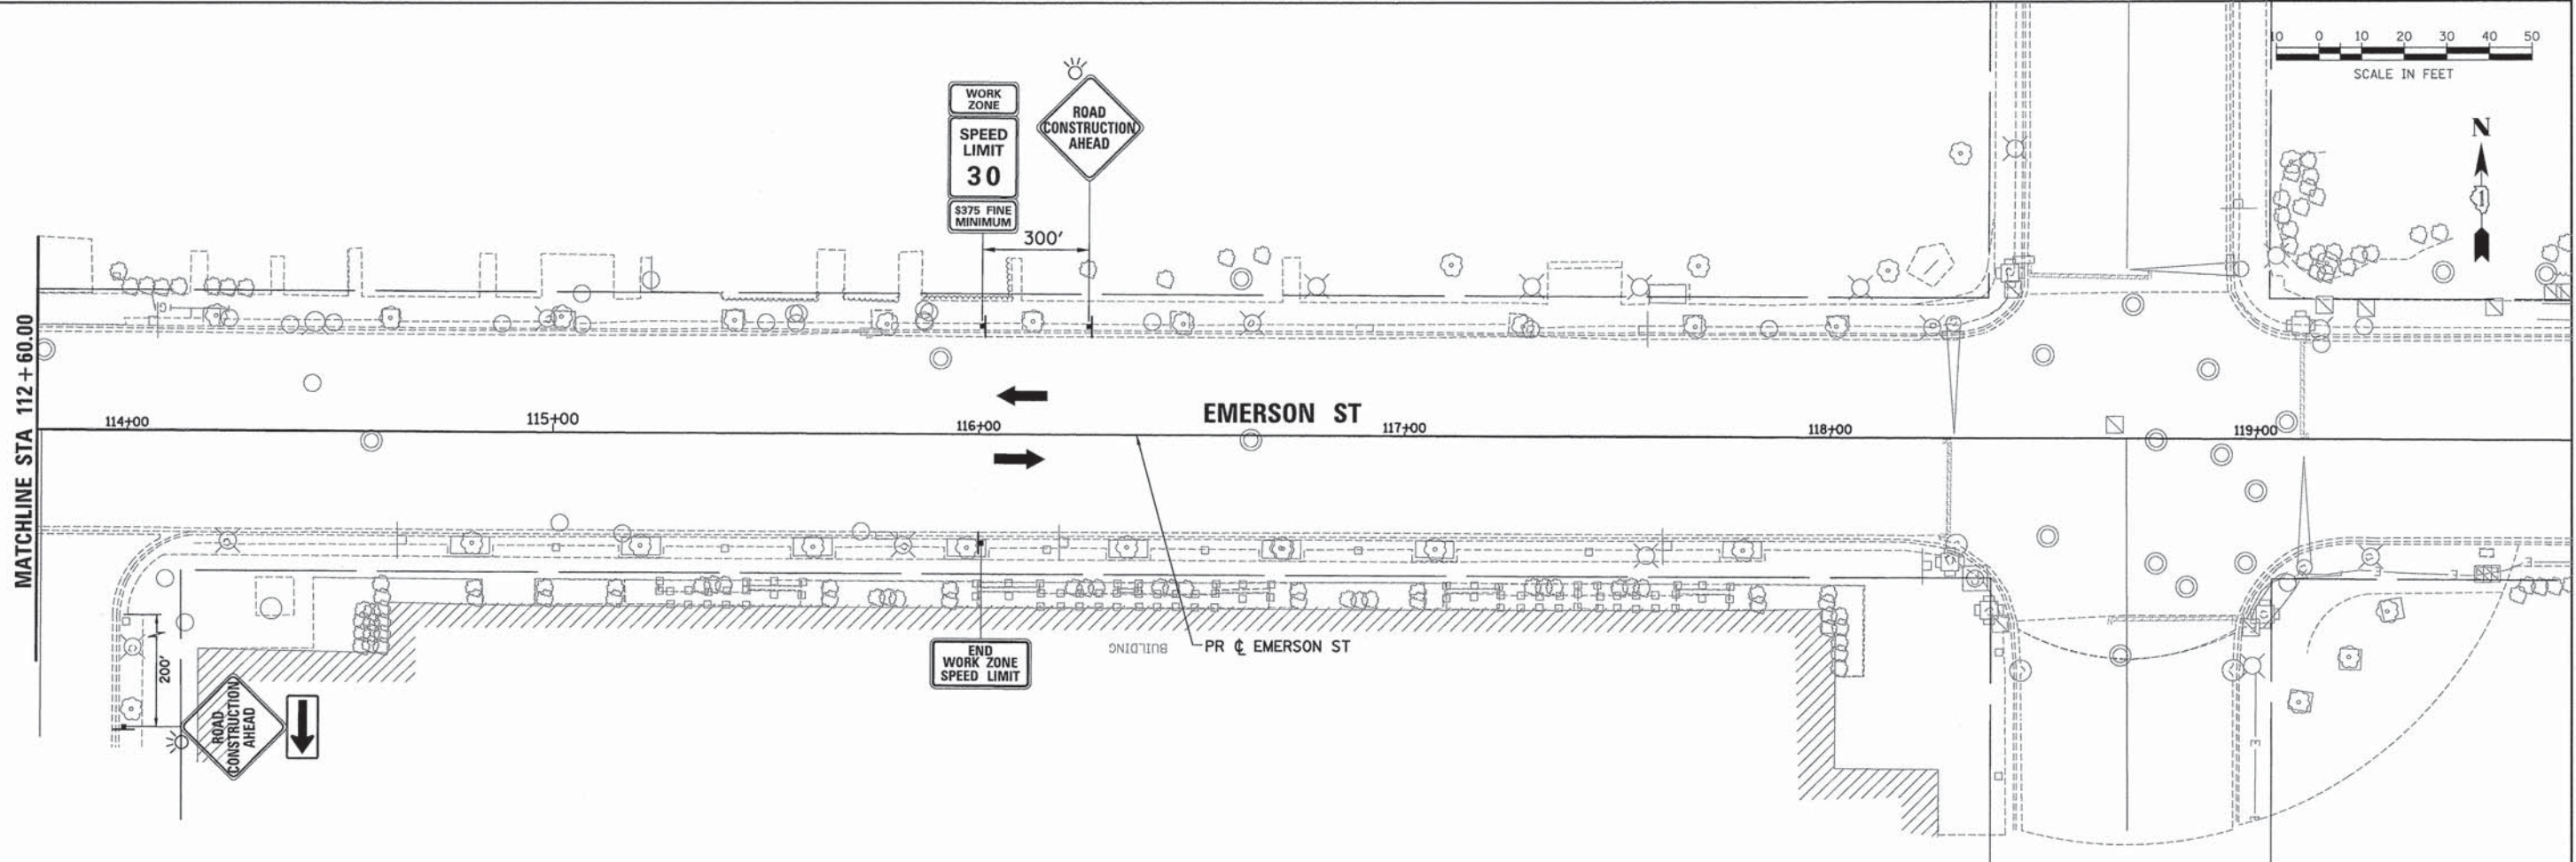 10 0 10 20 30 40 50
SCALE IN FEET
N
1
WORK
ZONE
SPEED
LIMIT
30
$375 FINE
MINIMUM
ROAD
CONSTRUCTION
AHEAD
300'
MATCHLINE STA 112+60.00
G
EMERSON ST
114+00
115+00
116+00
117+00
118+00
119+00
E
E
E
E
200'
ROAD
CONSTRUCTION
AHEAD
END
WORK ZONE
SPEED LIMIT
BUILDING
PR ℄ EMERSON ST